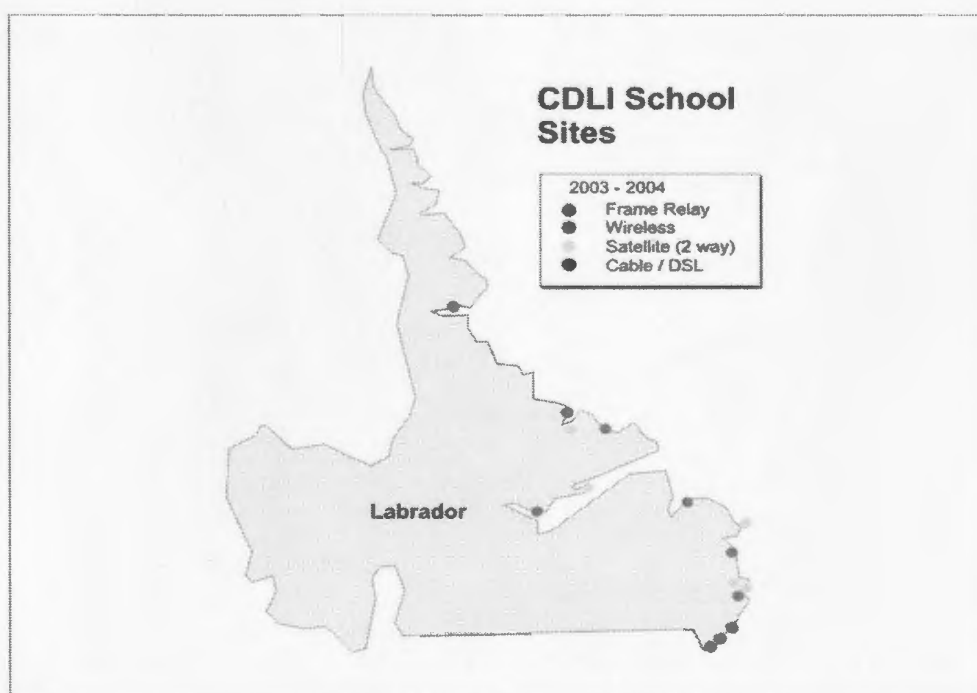 CDLI School
Sites
2003 - 2004
Frame Relay
Wireless
Satellite (2 way)
Cable / DSL
Labrador